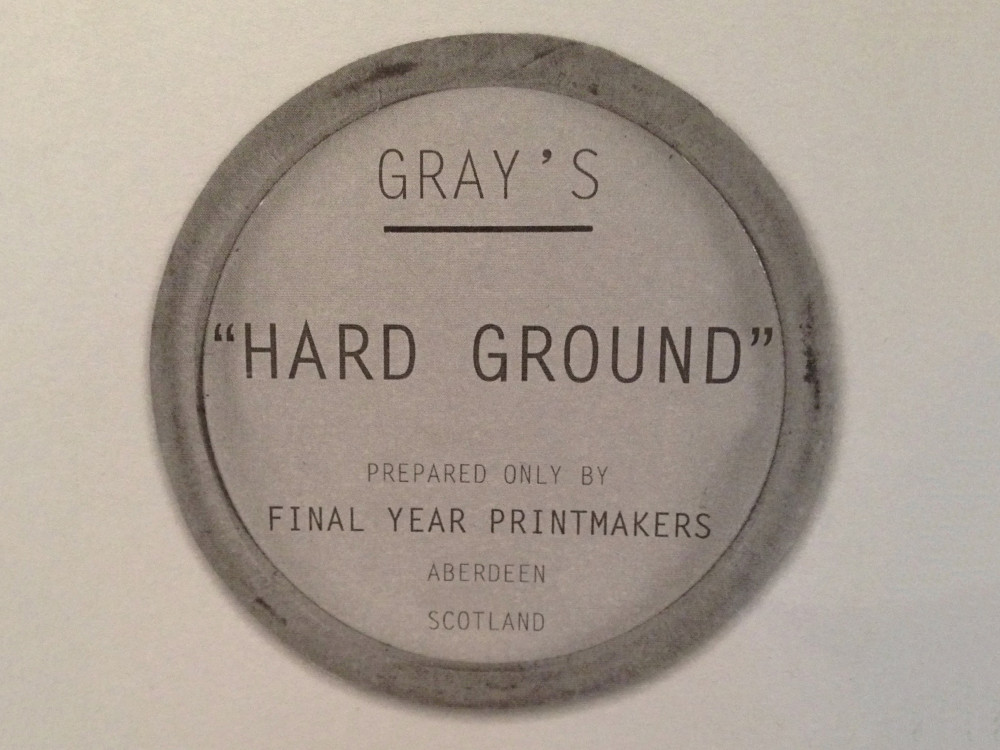 GRAY'S
“HARD GROUND”
PREPARED ONLY BY
FINAL YEAR PRINTMAKERS
ABERDEEN
SCOTLAND